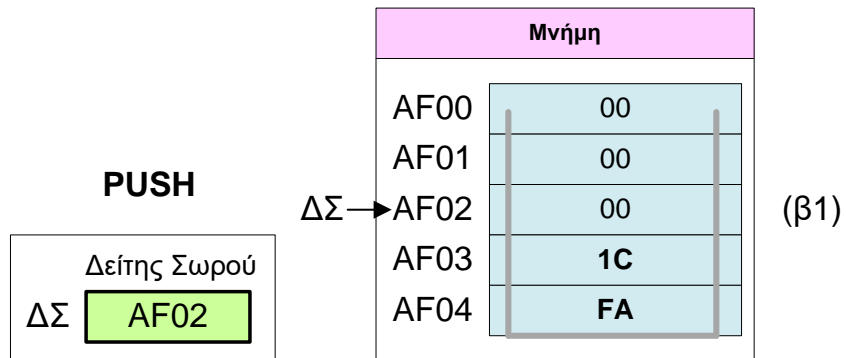 Μνήμη
AF00 00
AF01 00
PUSH
ΔΣ AF02 00 (β1)
AF03 1C
Δείτης Σωρού
ΔΣ AF02
AF04 FA